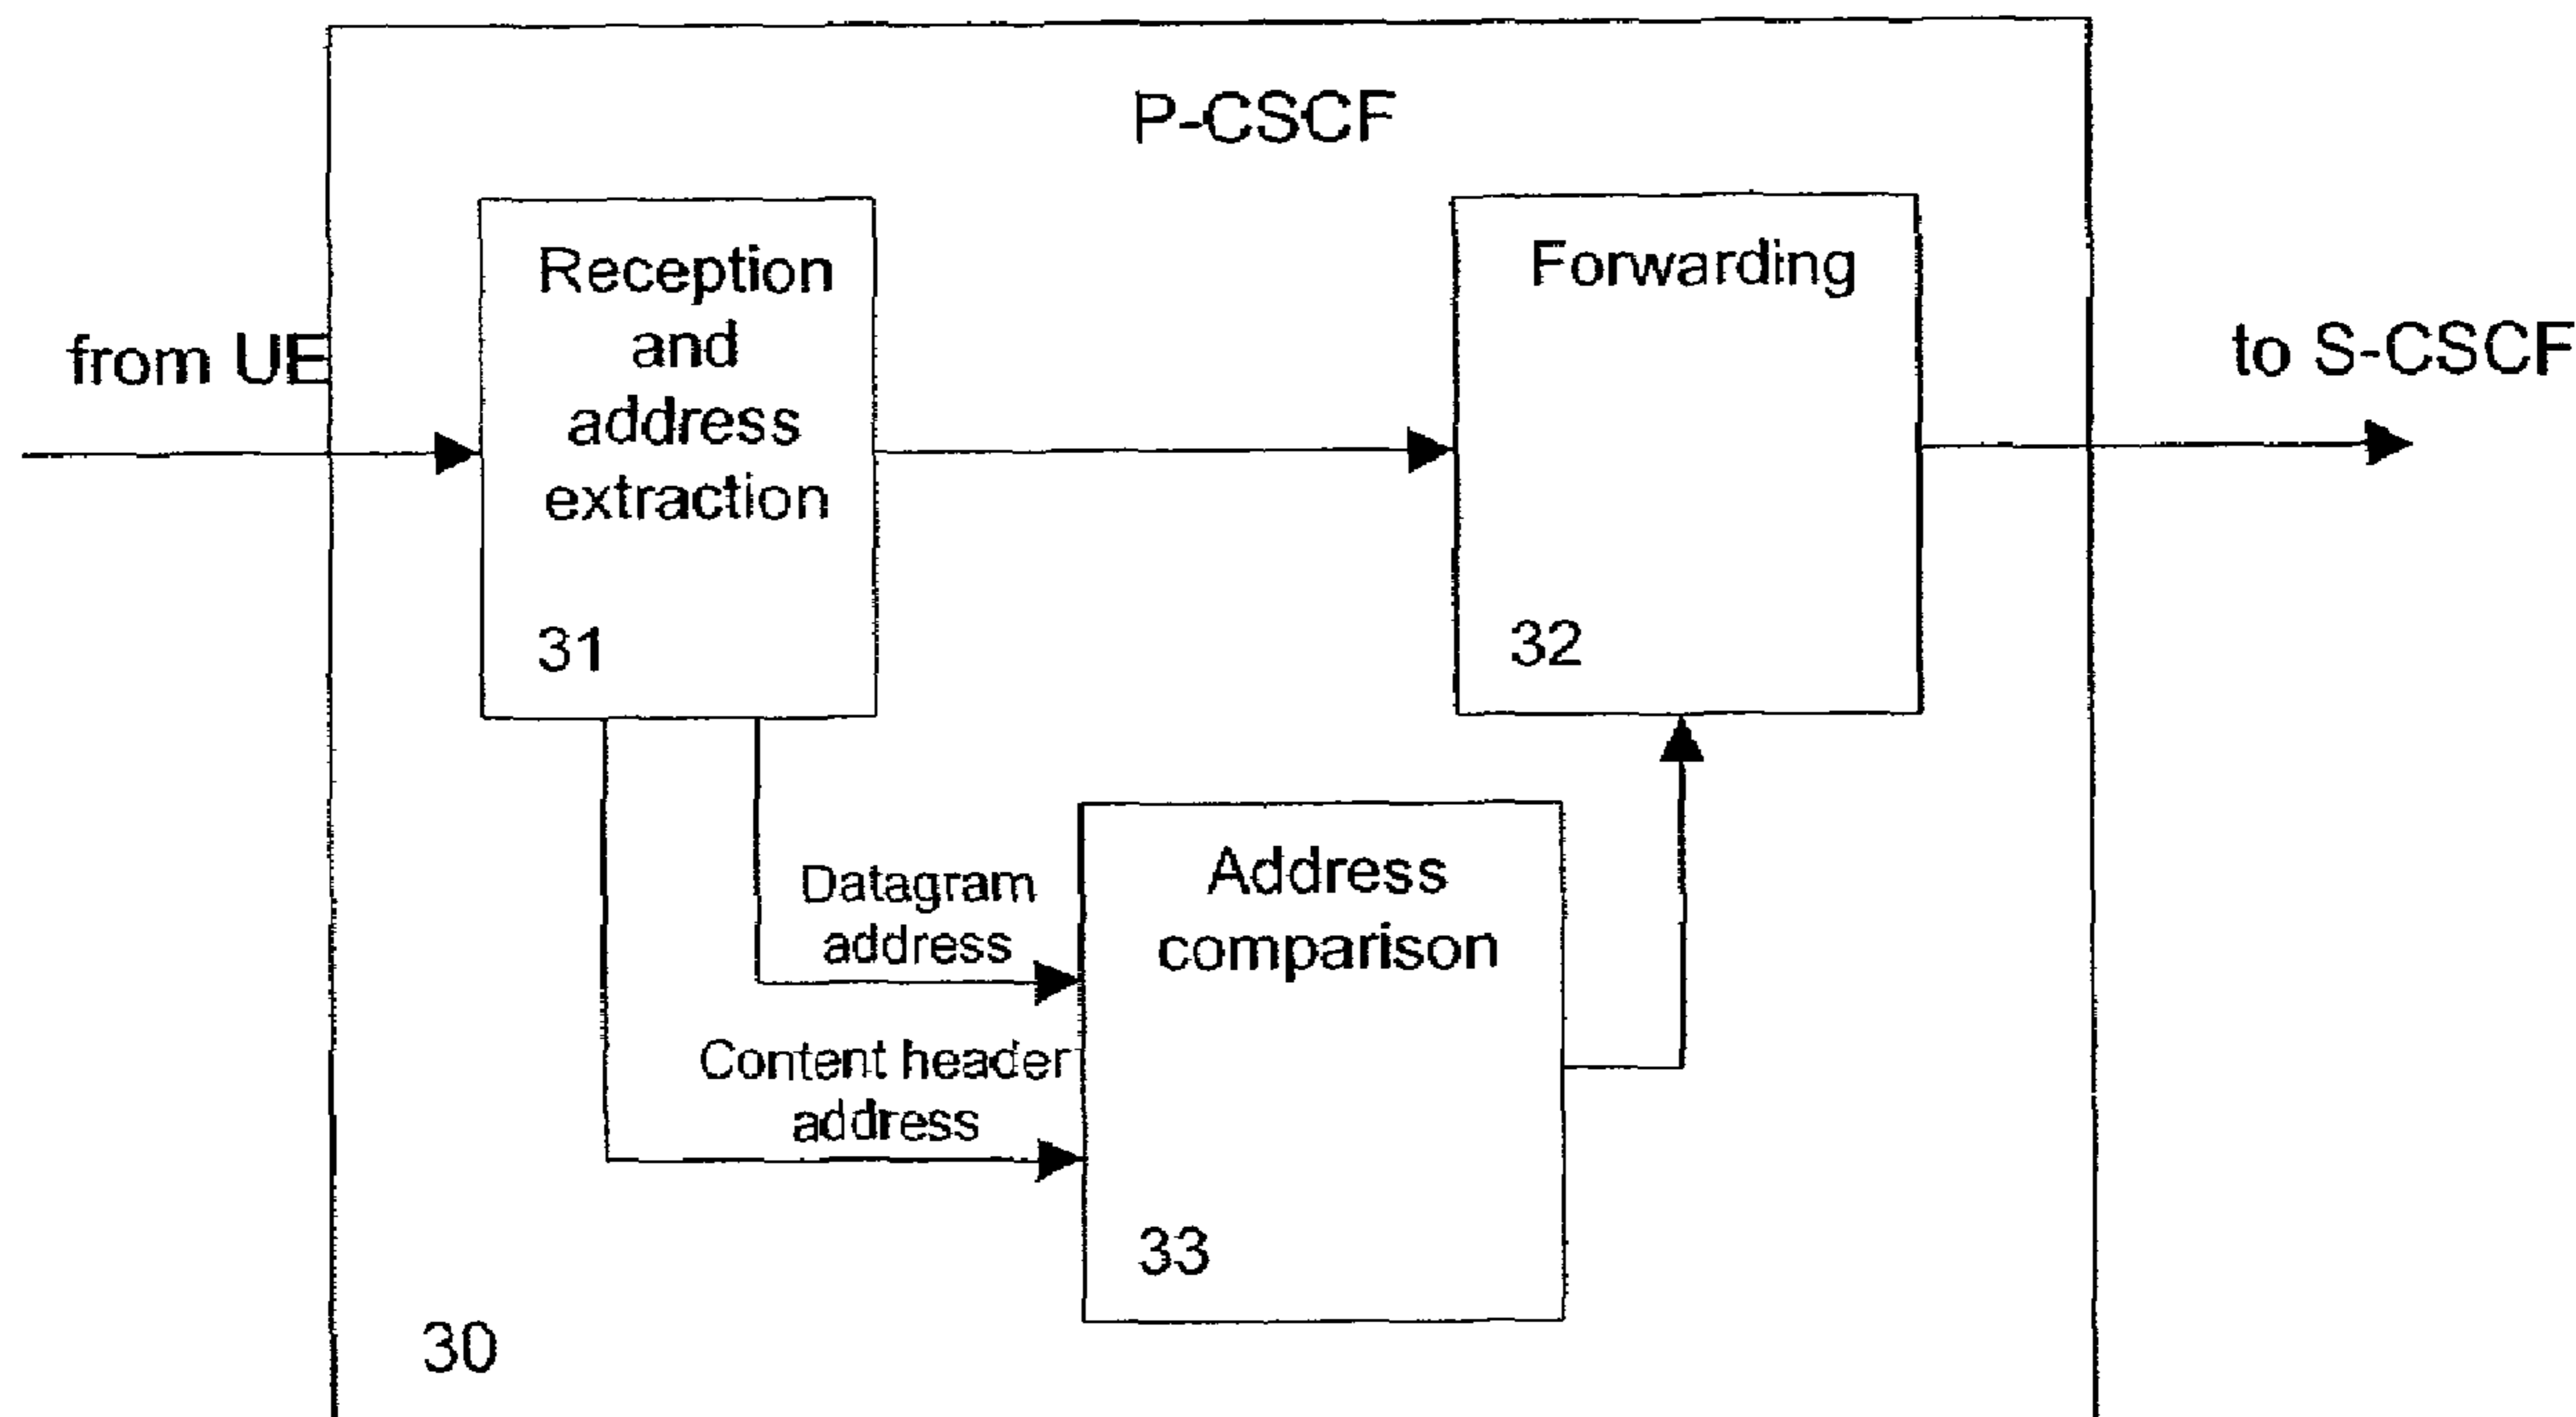 P-CSCF
from UE
Reception
and
address
extraction
31
Forwarding
32
to S-CSCF
Datagram
address
Content header
address
Address
comparison
33
30